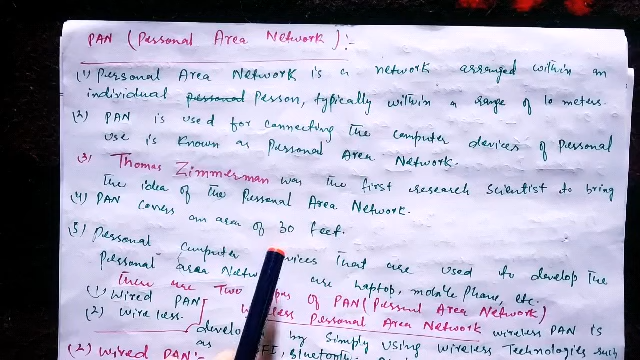 PAN (Personal Area Network) :-
(1) Personal Area Network is a network arranged within an
individual personal Person, typically within a range of 10 meters.
(2) PAN is used for connecting the computer devices of personal
use is known as Personal Area Network.
(3) Thomas Zimmerman was the first research scientist to bring
the idea of the Personal Area Network.
(4) PAN covers an area of 30 feet.
(5) Personal computer devices that are used to develop the
personal area Network are laptop, mobile phone, etc.
There are Two of PAN (Personal Area Network)
(1) Wired PAN
(2) Wireless.
Wireless Personal Area Network wireless PAN is
develop by simply using wireless Technologies such
as Bluetooth
(2) Wired PAN's